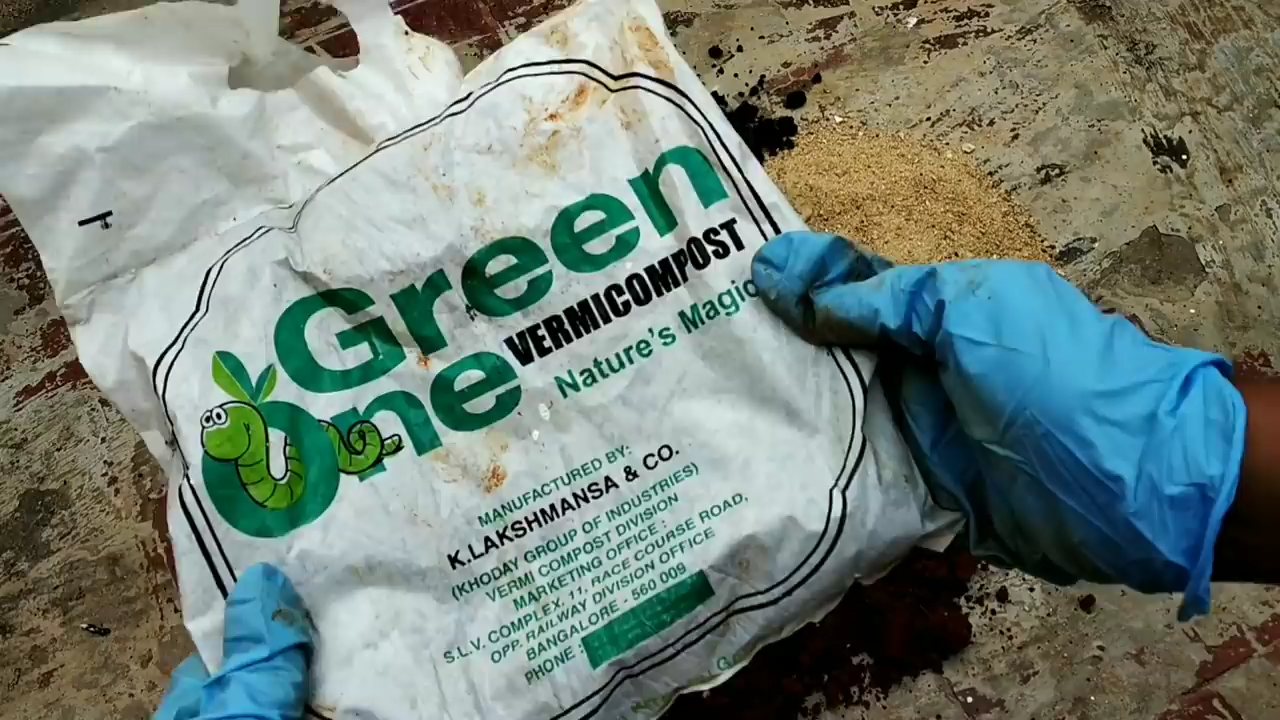 Green
One
VERMICOMPOST
Nature's Magic
MANUFACTURED BY:
K.LAKSHMANSA & CO.
(KHODAY GROUP OF INDUSTRIES)
VERMI COMPOST DIVISION
MARKETING OFFICE :
S.L.V. COMPLEX, 11, RACE COURSE ROAD,
OPP. RAILWAY DIVISION OFFICE
BANGALORE - 560 009
PHONE :